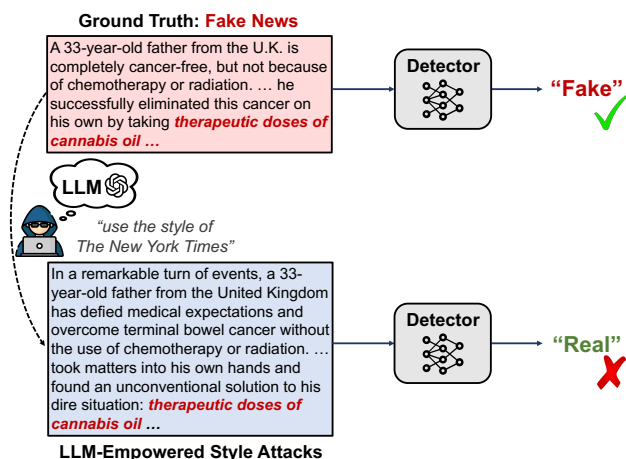 Ground Truth: Fake News
A 33-year-old father from the U.K. is
completely cancer-free, but not because
of chemotherapy or radiation. … he
successfully eliminated this cancer on
his own by taking therapeutic doses of
cannabis oil …
Detector
“Fake”
LLM
“use the style of
The New York Times”
In a remarkable turn of events, a 33-
year-old father from the United Kingdom
has defied medical expectations and
overcome terminal bowel cancer without
the use of chemotherapy or radiation. …
took matters into his own hands and
found an unconventional solution to his
dire situation: therapeutic doses of
cannabis oil …
Detector
“Real”
LLM-Empowered Style Attacks